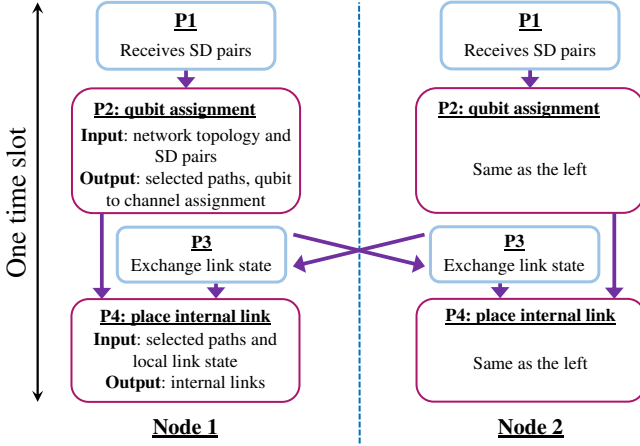 One time slot
P1
Receives SD pairs
P2: qubit assignment
Input: network topology and
SD pairs
Output: selected paths, qubit
to channel assignment
P3
Exchange link state
P4: place internal link
Input: selected paths and
local link state
Output: internal links
Node 1
P1
Receives SD pairs
P2: qubit assignment
Same as the left
P3
Exchange link state
P4: place internal link
Same as the left
Node 2